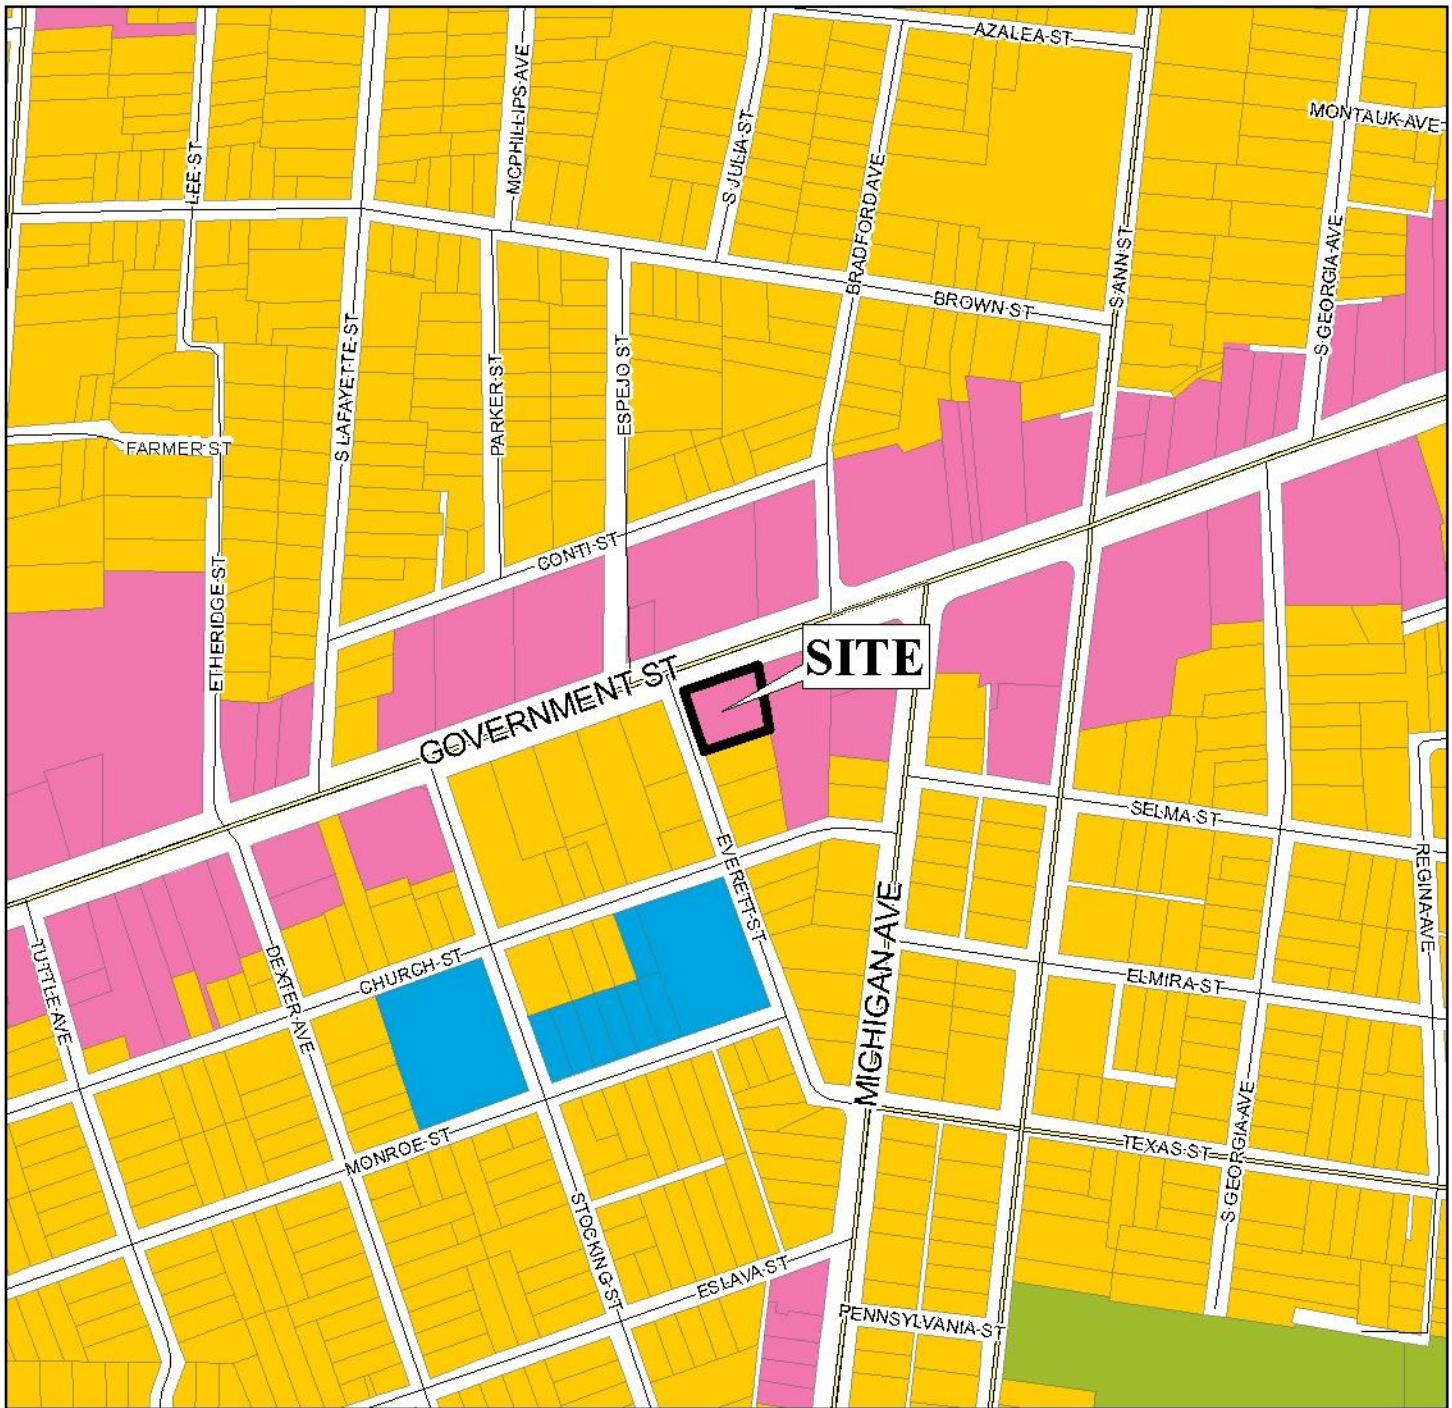 AZALEA ST
MONTAUK AVE
MCPHILLIPS AVE
LEE ST
S JULIA ST
BRADFORD AVE
S ANN ST
S GEORGIA AVE
BROWN ST
S LAFAYETTE ST
PARKER ST
ESPEJO ST
FARMER ST
CONTI ST
ETHERIDGE ST
SITE
GOVERNMENT ST
SELMA ST
EVERETT ST
REGINA AVE
TUTTLE AVE
DEXTER AVE
CHURCH ST
MICHIGAN AVE
ELMIRA ST
MONROE ST
TEXAS ST
S GEORGIA AVE
STOCKING ST
ESLAVA ST
PENNSYLVANIA ST